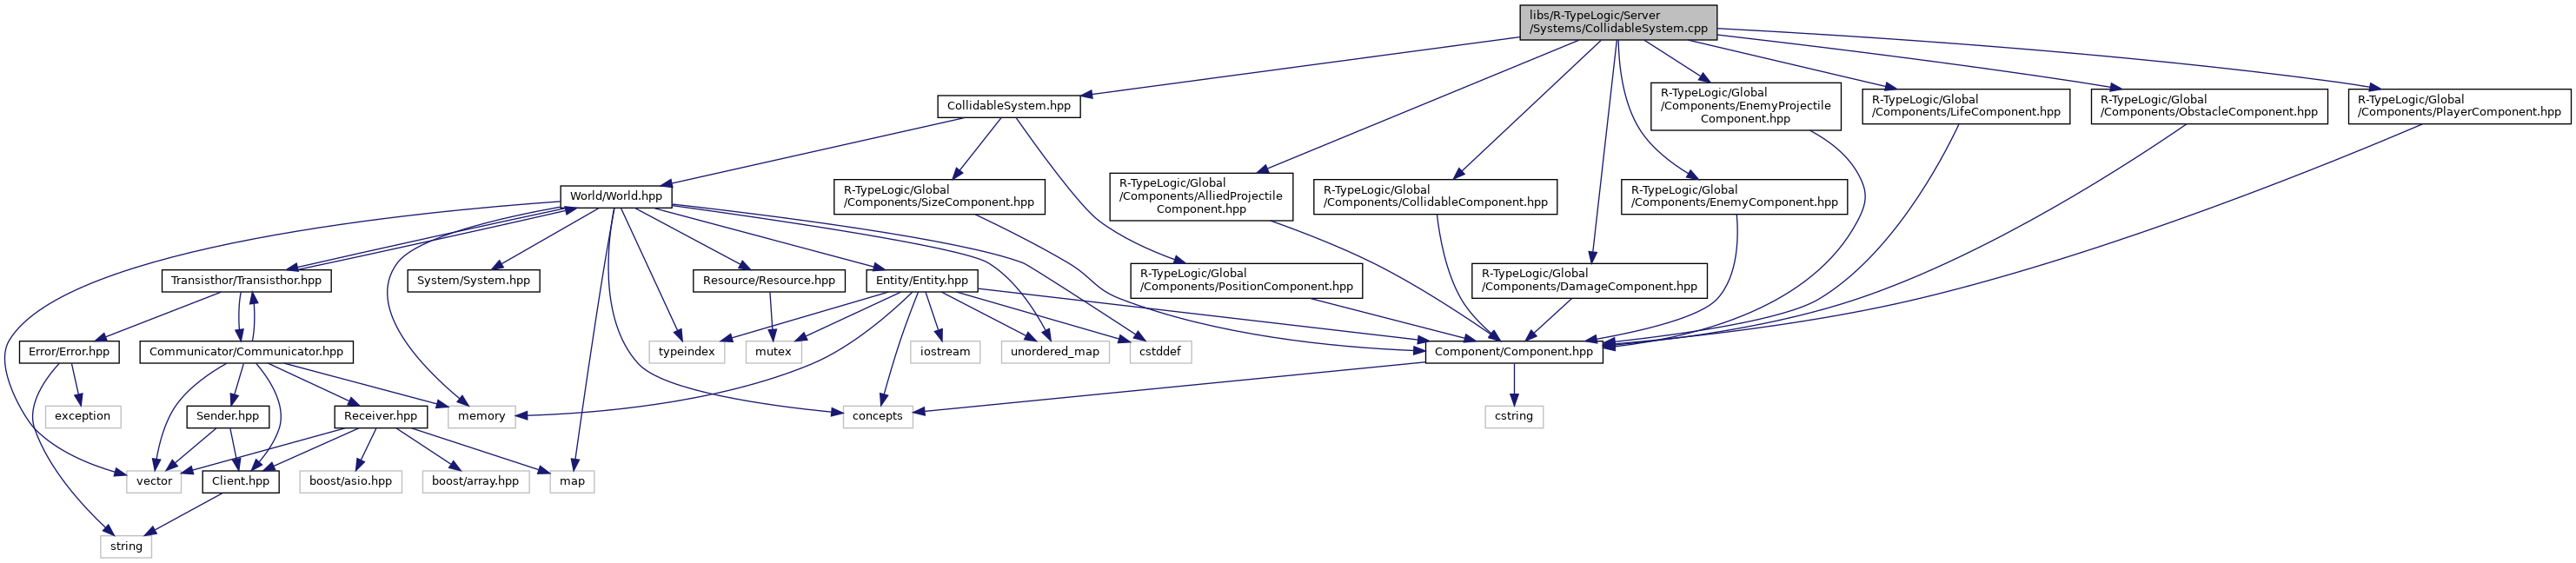 libs/R-TypeLogic/Server
/Systems/CollidableSystem.cpp
CollidableSystem.hpp
R-TypeLogic/Global
/Components/EnemyProjectile
Component.hpp
R-TypeLogic/Global
/Components/LifeComponent.hpp
R-TypeLogic/Global
/Components/ObstacleComponent.hpp
R-TypeLogic/Global
/Components/PlayerComponent.hpp
World/World.hpp
R-TypeLogic/Global
/Components/SizeComponent.hpp
R-TypeLogic/Global
/Components/AlliedProjectile
Component.hpp
R-TypeLogic/Global
/Components/CollidableComponent.hpp
R-TypeLogic/Global
/Components/EnemyComponent.hpp
Transisthor/Transisthor.hpp
System/System.hpp
Resource/Resource.hpp
Entity/Entity.hpp
R-TypeLogic/Global
/Components/PositionComponent.hpp
R-TypeLogic/Global
/Components/DamageComponent.hpp
Error/Error.hpp
Communicator/Communicator.hpp
typeindex
mutex
iostream
unordered_map
cstddef
Component/Component.hpp
exception
Sender.hpp
Receiver.hpp
memory
concepts
cstring
vector
Client.hpp
boost/asio.hpp
boost/array.hpp
map
string